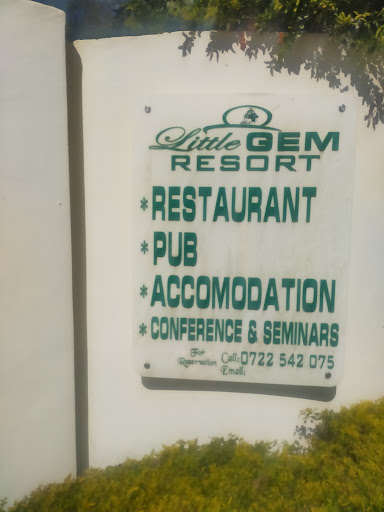 Little GEM
RESORT
*RESTAURANT
*PUB
*ACCOMODATION
*CONFERENCE & SEMINARS
For Reservation Call: 0722 542 075
Email: